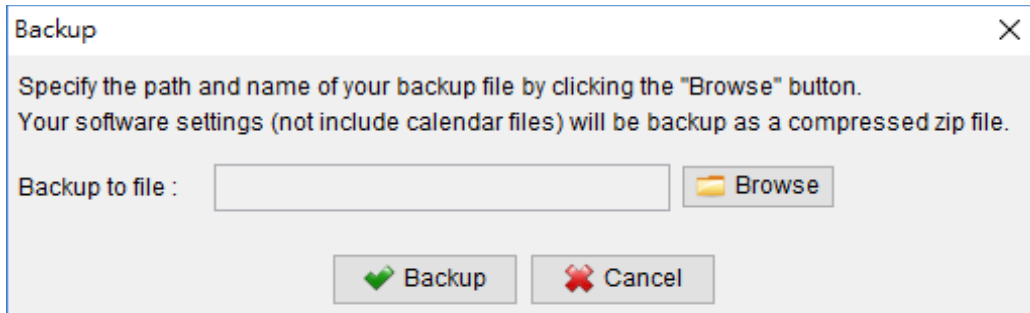 Backup
Specify the path and name of your backup file by clicking the "Browse" button.
Your software settings (not include calendar files) will be backup as a compressed zip file.
Backup to file : Browse
Backup Cancel